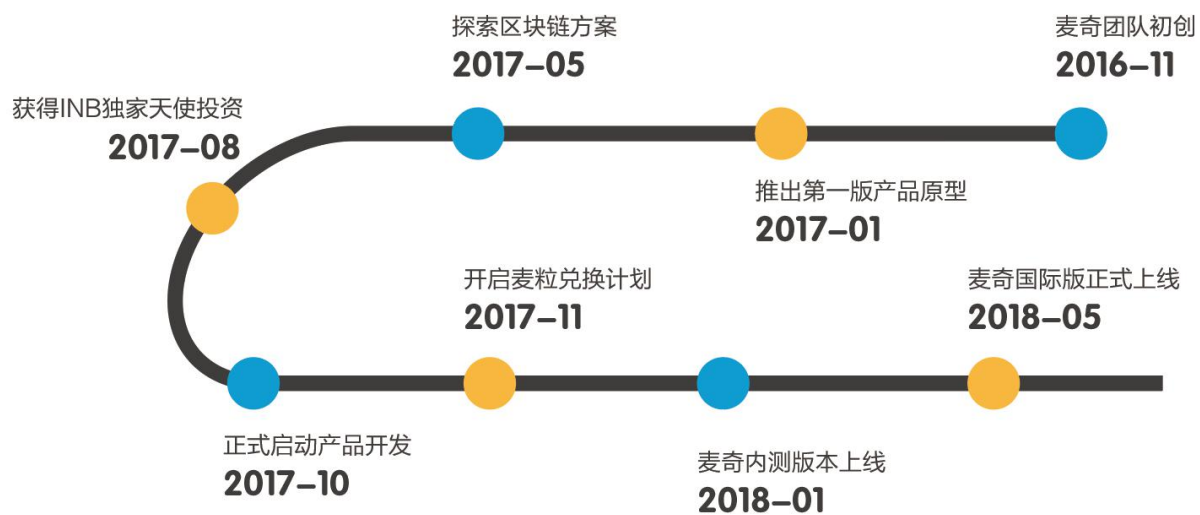 探索区块链方案
2017–05
麦奇团队初创
2016–11
获得INB独家天使投资
2017–08
推出第一版产品原型
2017–01
开启麦粒兑换计划
2017–11
麦奇国际版正式上线
2018–05
正式启动产品开发
2017–10
麦奇内测版本上线
2018–01